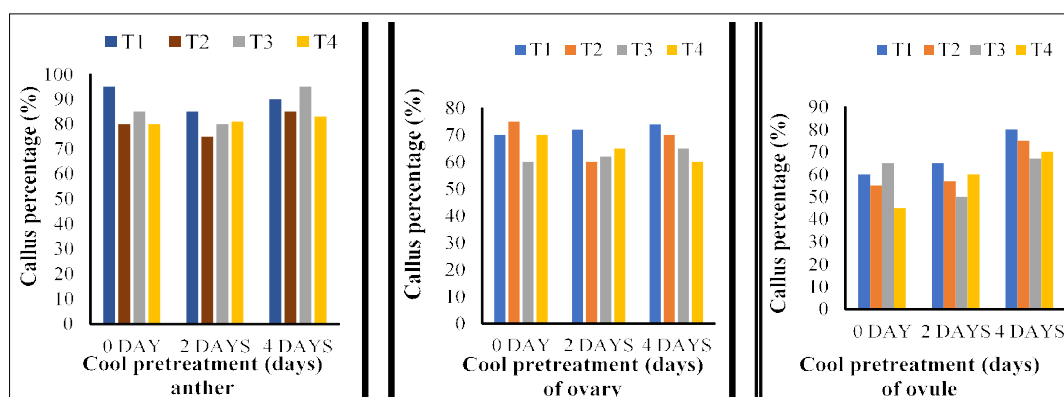 T1 T2 T3 T4
Callus percentage (%)
100
90
80
70
60
50
40
30
20
10
0
0 DAY 2 DAYS 4 DAYS
Cool pretreatment (days)
anther
T1 T2 T3 T4
Callus percentage (%)
80
70
60
50
40
30
20
10
0
0 DAY 2 DAYS 4 DAYS
Cool pretreatment (days)
of ovary
T1 T2 T3 T4
Callus percentage (%)
90
80
70
60
50
40
30
20
10
0
0 DAY 2 DAYS 4 DAYS
Cool pretreatment (days)
of ovule